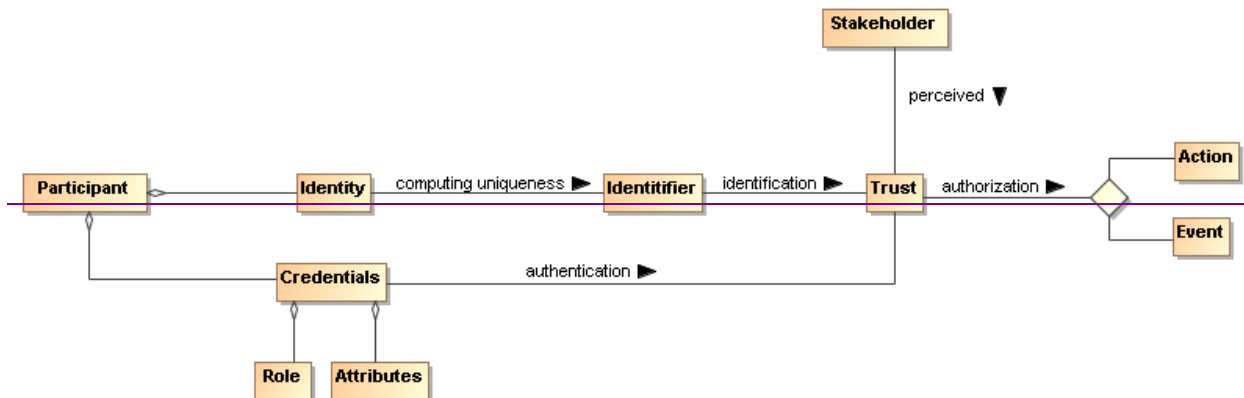 Stakeholder
perceived
Participant
Identity
computing uniqueness
Identitifier
identification
Trust
authorization
Action
Event
Credentials
authentication
Role
Attributes